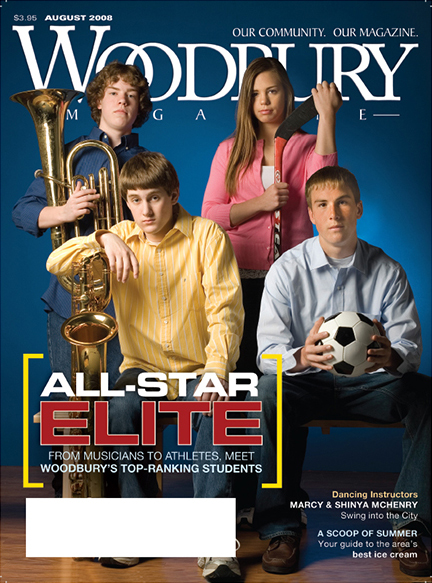 $3.95 AUGUST 2008
OUR COMMUNITY. OUR MAGAZINE.
WOODBURY
M A G A Z I N E
ALL-STAR
ELITE
FROM MUSICIANS TO ATHLETES, MEET
WOODBURY'S TOP-RANKING STUDENTS
Dancing Instructors
MARCY & SHINYA MCHENRY
Swing into the City
A SCOOP OF SUMMER
Your guide to the area's
best ice cream